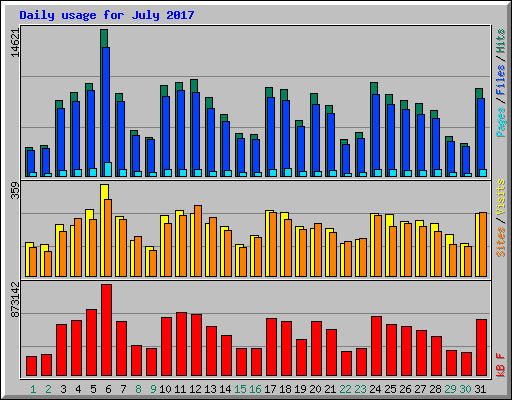 Daily usage for July 2017
14621
Pages / Files / Hits
359
Sites / Visits
873142
kB F
1 2 3 4 5 6 7 8 9 10 11 12 13 14 15 16 17 18 19 20 21 22 23 24 25 26 27 28 29 30 31